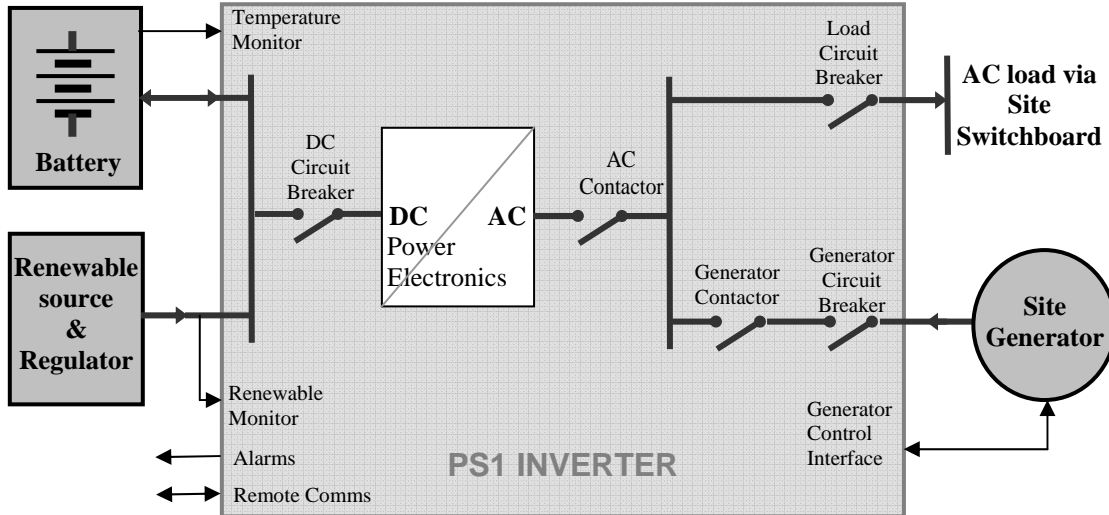 Temperature
Monitor
Battery
DC
Circuit
Breaker
DC
AC
Power
Electronics
AC
Contactor
Load
Circuit
Breaker
AC load via
Site
Switchboard
Renewable
source
&
Regulator
Generator
Contactor
Generator
Circuit
Breaker
Site
Generator
Renewable
Monitor
Alarms
Remote Comms
PS1 INVERTER
Generator
Control
Interface